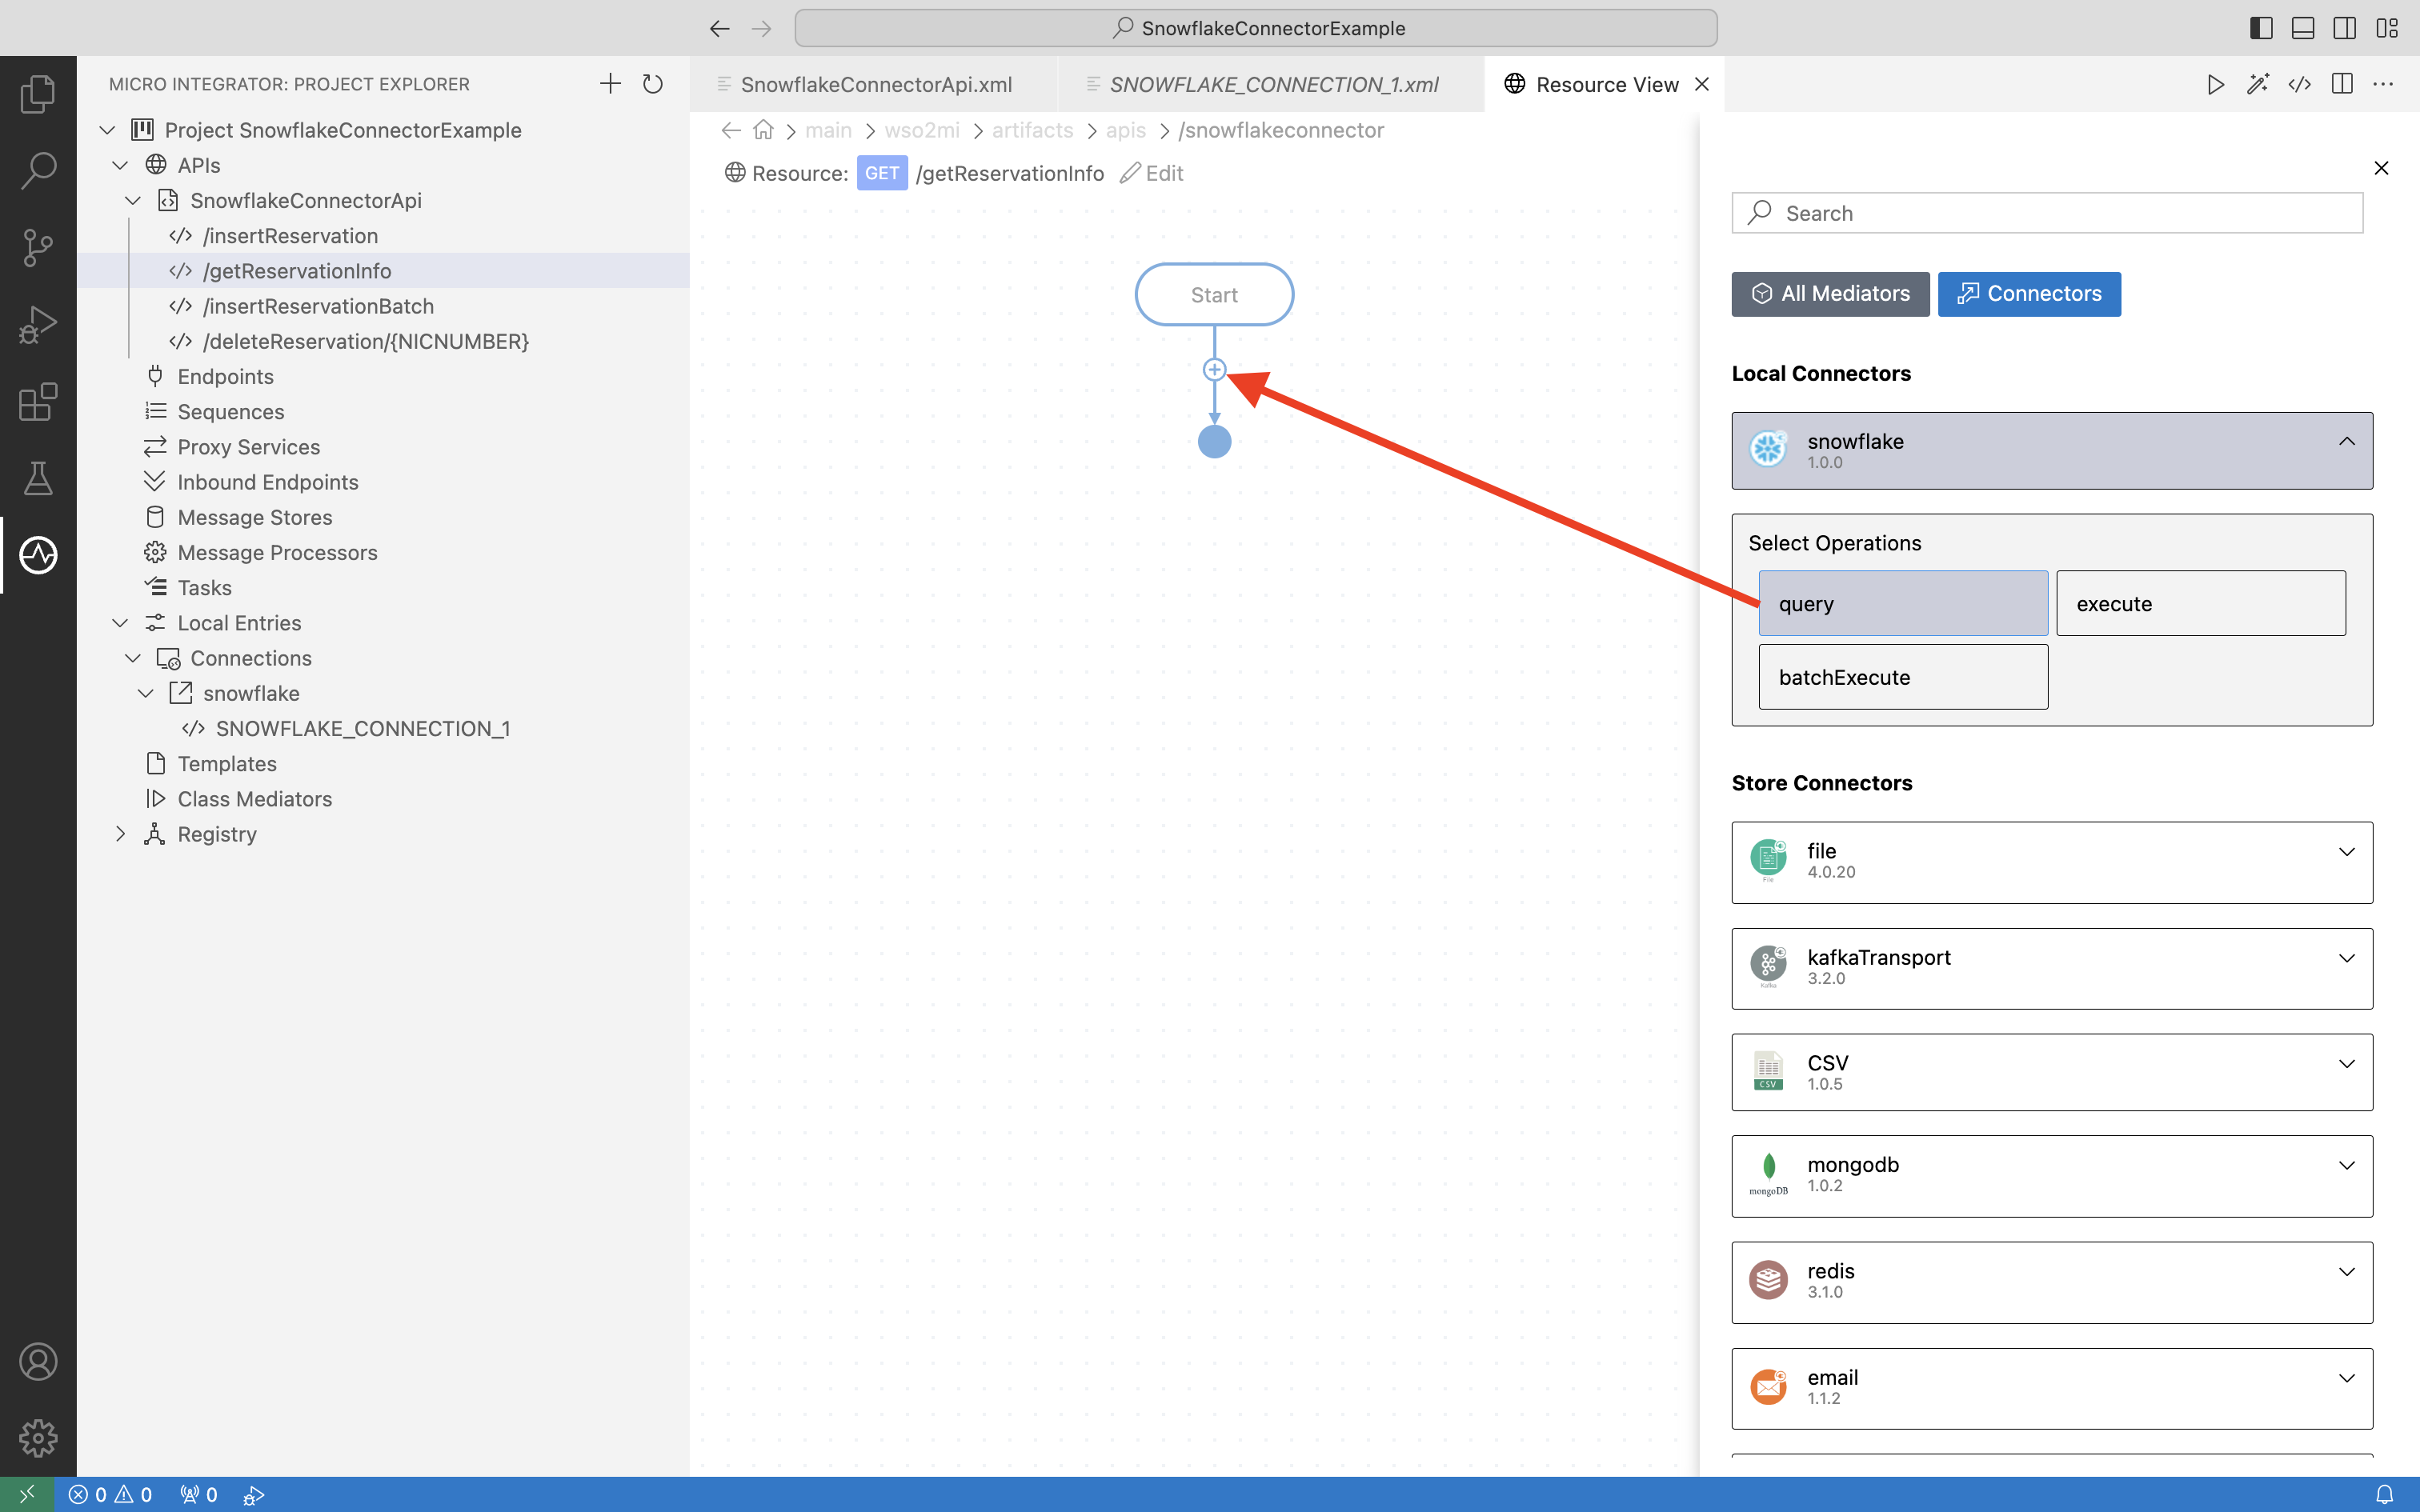 SnowflakeConnectorExample
MICRO INTEGRATOR: PROJECT EXPLORER
Project SnowflakeConnectorExample
APIs
SnowflakeConnectorApi
/insertReservation
/getReservationInfo
/insertReservationBatch
/deleteReservation/{NICNUMBER}
Endpoints
Sequences
Proxy Services
Inbound Endpoints
Message Stores
Message Processors
Tasks
Local Entries
Connections
snowflake
SNOWFLAKE_CONNECTION_1
Templates
Class Mediators
Registry
SnowflakeConnectorApi.xml
SNOWFLAKE_CONNECTION_1.xml
Resource View
main > wso2mi > artifacts > apis > /snowflakeconnector
Resource: GET /getReservationInfo Edit
Start
Search
All Mediators
Connectors
Local Connectors
snowflake
1.0.0
Select Operations
query
execute
batchExecute
Store Connectors
file
4.0.20
File
kafkaTransport
3.2.0
Kafka
CSV
1.0.5
CSV
mongodb
1.0.2
mongoDB
redis
3.1.0
email
1.1.2
0 0 0